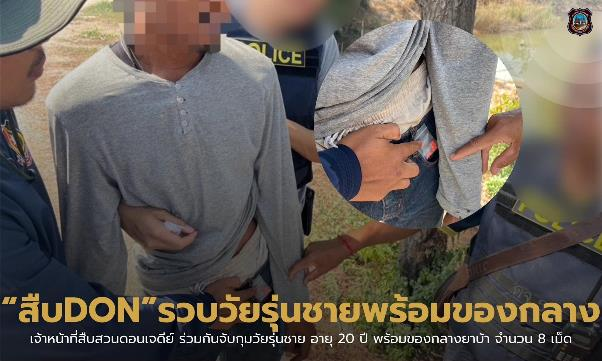 POLICE
POLICE
“สืบDON”รวบวัยรุ่นชายพร้อมของกลาง
เจ้าหน้าที่สืบสวนดอนเจดีย์ ร่วมกันจับกุมวัยรุ่นชาย อายุ 20 ปี พร้อมของกลางยาบ้า จำนวน 8 เม็ด